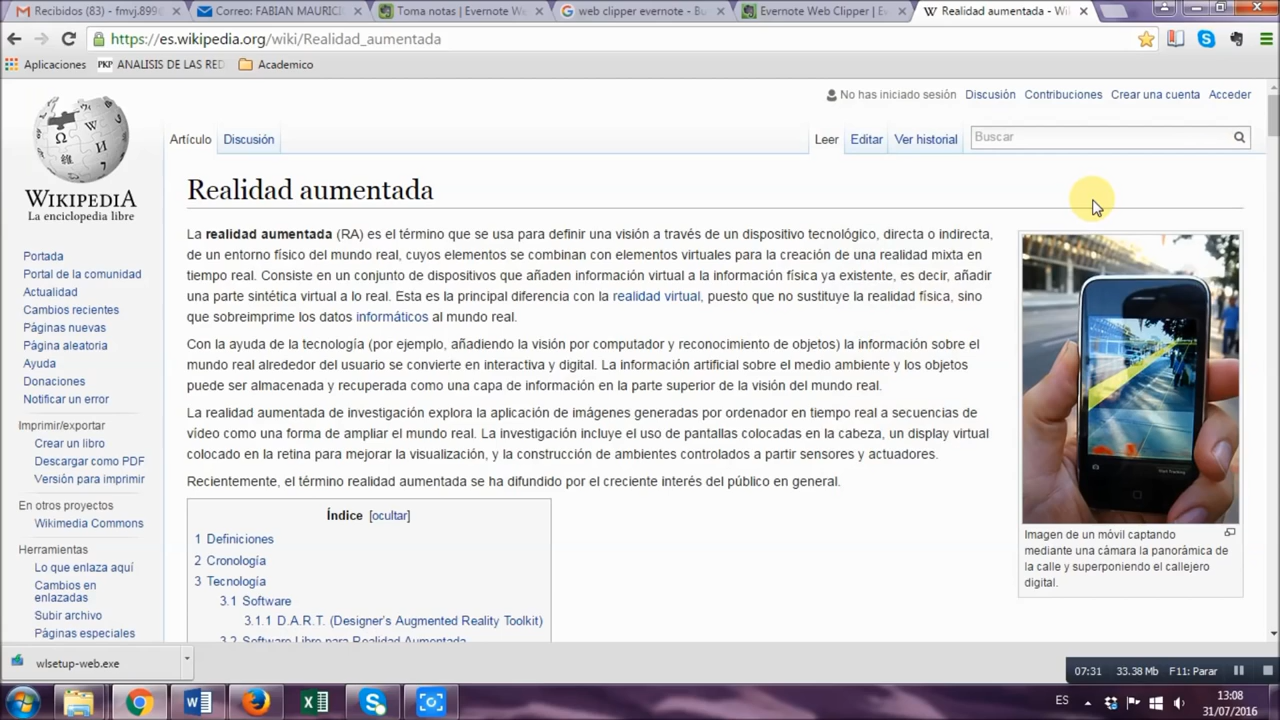 Recibidos (83) - fmvj.899
Correo: FABIAN MAURICI
Toma notas | Evernote W
web clipper evernote - Bu
Evernote Web Clipper | E
Realidad aumentada - Wi
https://es.wikipedia.org/wiki/Realidad_aumentada
Aplicaciones
PKP ANALISIS DE LAS RED
Academico
No has iniciado sesión Discusión Contribuciones Crear una cuenta Acceder
Artículo Discusión
Leer Editar Ver historial
Buscar
WIKIPEDIA
La enciclopedia libre
Portada
Portal de la comunidad
Actualidad
Cambios recientes
Páginas nuevas
Página aleatoria
Ayuda
Donaciones
Notificar un error
Imprimir/exportar
Crear un libro
Descargar como PDF
Versión para imprimir
En otros proyectos
Wikimedia Commons
Herramientas
Lo que enlaza aquí
Cambios en
enlazadas
Subir archivo
Páginas especiales
Realidad aumentada
La realidad aumentada (RA) es el término que se usa para definir una visión a través de un dispositivo tecnológico, directa o indirecta,
de un entorno físico del mundo real, cuyos elementos se combinan con elementos virtuales para la creación de una realidad mixta en
tiempo real. Consiste en un conjunto de dispositivos que añaden información virtual a la información física ya existente, es decir, añadir
una parte sintética virtual a lo real. Esta es la principal diferencia con la realidad virtual, puesto que no sustituye la realidad física, sino
que sobreimprime los datos informáticos al mundo real.
Con la ayuda de la tecnología (por ejemplo, añadiendo la visión por computador y reconocimiento de objetos) la información sobre el
mundo real alrededor del usuario se convierte en interactiva y digital. La información artificial sobre el medio ambiente y los objetos
puede ser almacenada y recuperada como una capa de información en la parte superior de la visión del mundo real.
La realidad aumentada de investigación explora la aplicación de imágenes generadas por ordenador en tiempo real a secuencias de
vídeo como una forma de ampliar el mundo real. La investigación incluye el uso de pantallas colocadas en la cabeza, un display virtual
colocado en la retina para mejorar la visualización, y la construcción de ambientes controlados a partir sensores y actuadores.
Recientemente, el término realidad aumentada se ha difundido por el creciente interés del público en general.
Índice [ocultar]
1 Definiciones
2 Cronología
3 Tecnología
3.1 Software
3.1.1 D.A.R.T. (Designer's Augmented Reality Toolkit)
3.2 Software Libre para Realidad Aumentada
Imagen de un móvil captando
mediante una cámara la panorámica de
la calle y superponiendo el callejero
digital.
wlsetup-web.exe
07:31 33.38 Mb F11: Parar
ES
13:08
31/07/2016